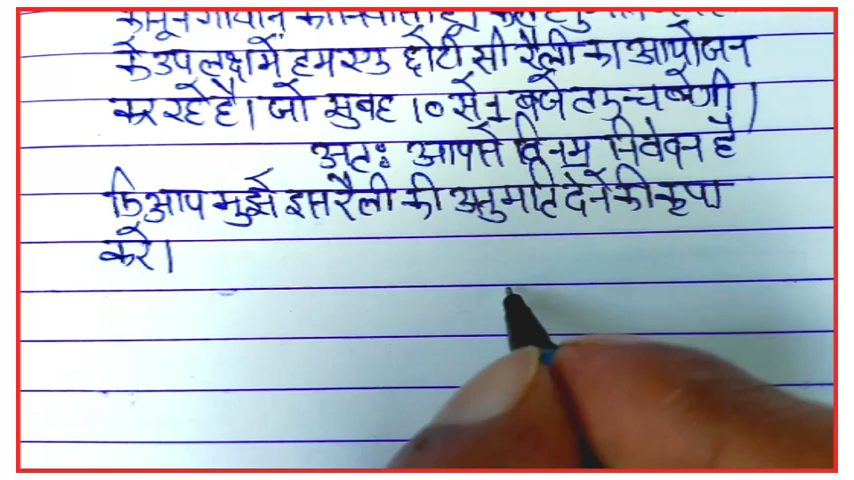 के उपलक्ष में हम एक छोटी सी रैली का आयोजन
कर रहे है। जो सुबह 10 से 1 बजे तक चलेगी।
अतः आपसे विनम्र निवेदन है
कि आप मुझे इस रैली की अनुमति देने की कृपा
करे।